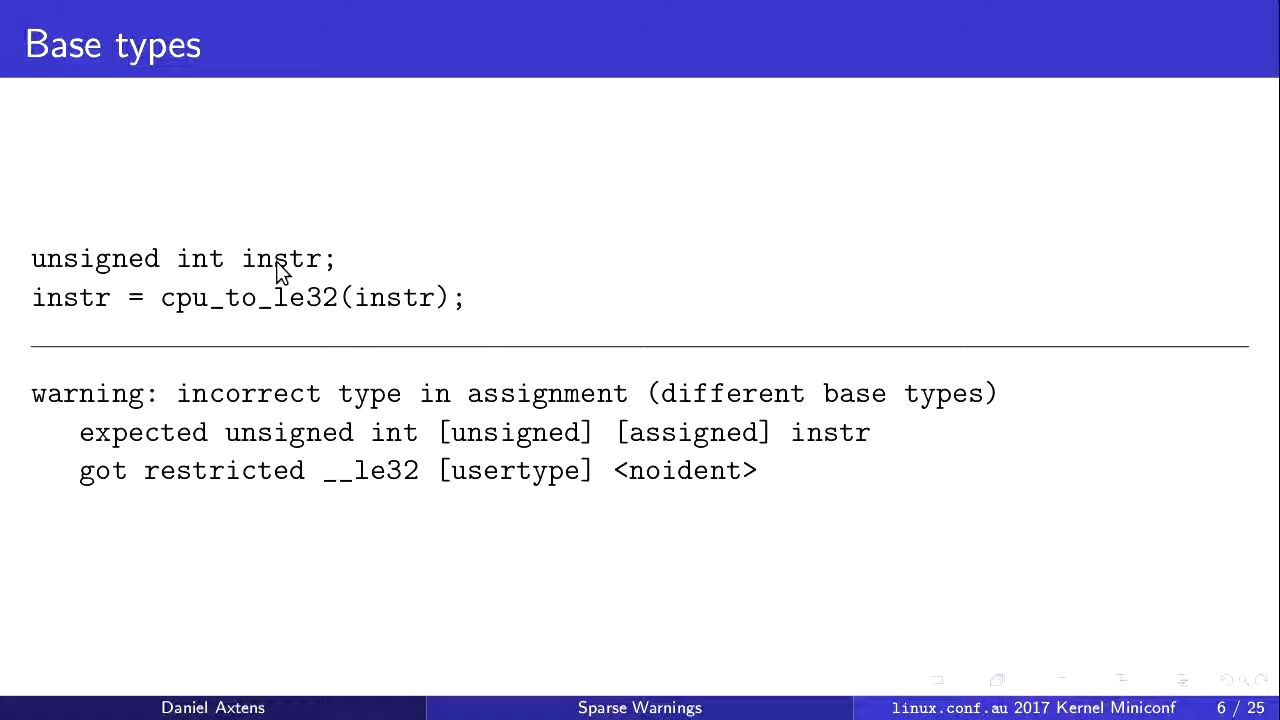 Base types
unsigned int instr;
instr = cpu_to_le32(instr);
warning: incorrect type in assignment (different base types)
expected unsigned int [unsigned] [assigned] instr
got restricted __le32 [usertype] <noident>
Daniel Axtens
Sparse Warnings
linux.conf.au 2017 Kernel Miniconf
6 / 25